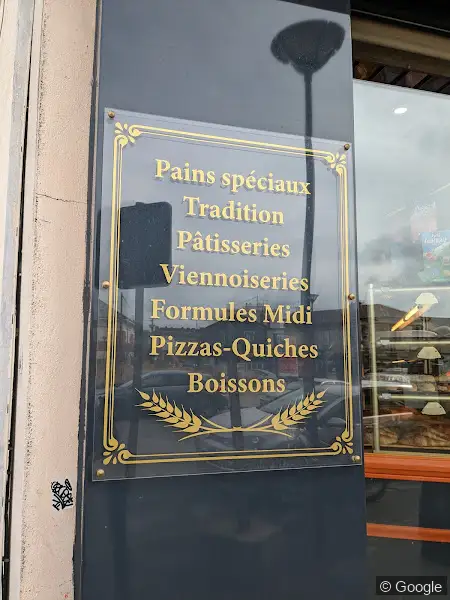 Pains spéciaux
Tradition
Pâtisseries
Viennoiseries
Formules Midi
Pizzas-Quiches
Boissons
© Google